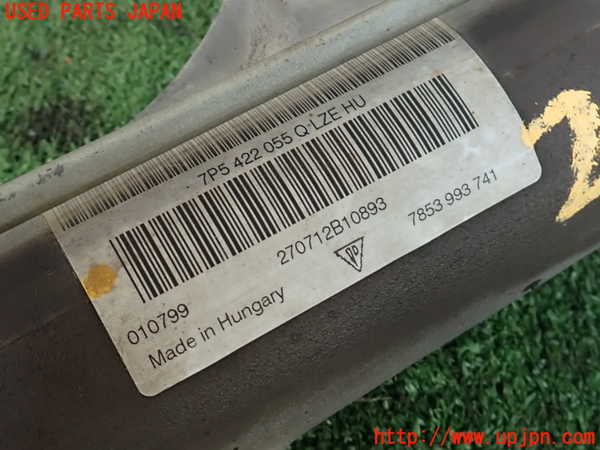 USED PARTS JAPAN
7P5 422 055 Q·LZE HU
270712B10893
7853 993 741
010799
Made in Hungary
2
http://www.upjpn.com